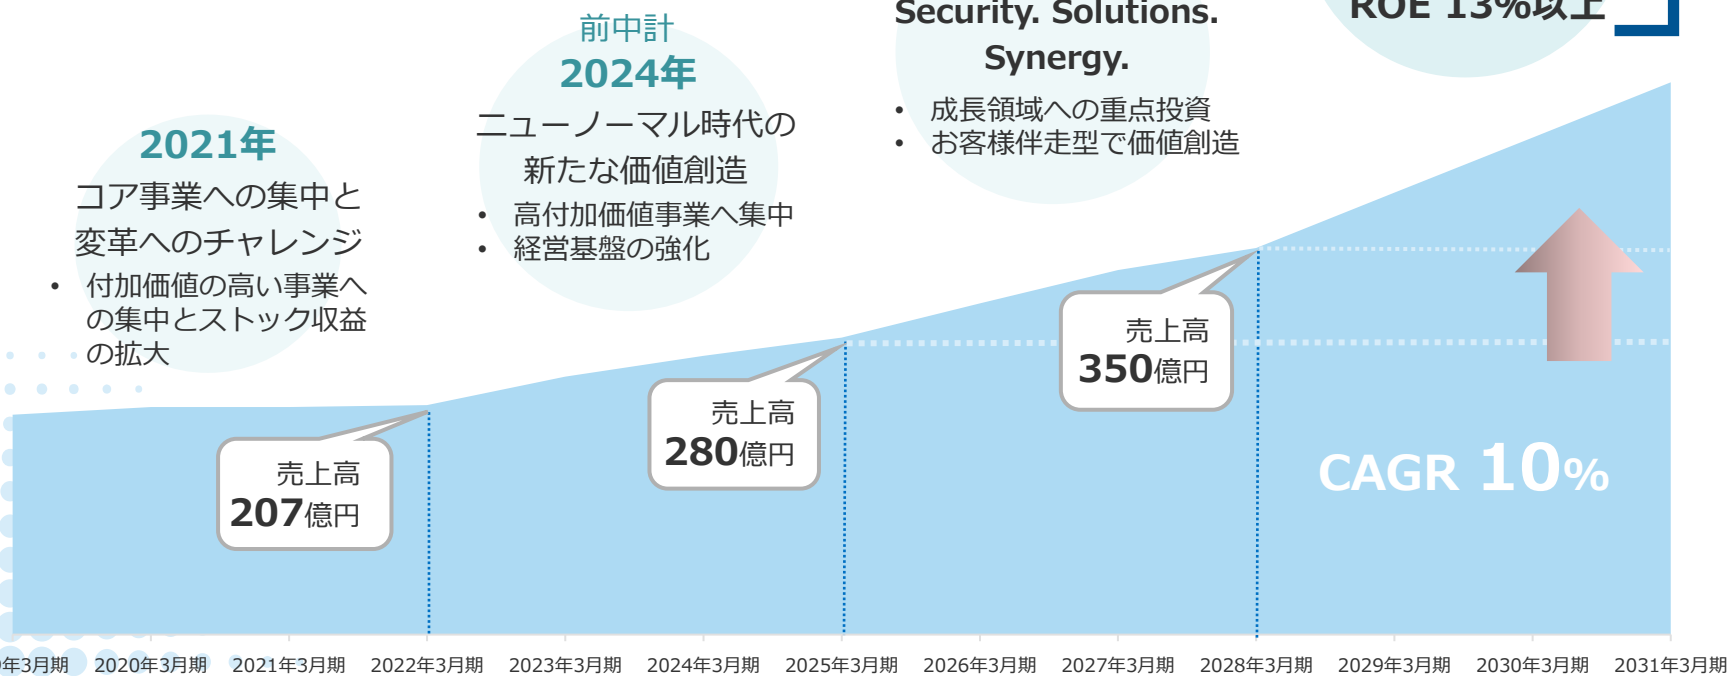 2021年
コア事業への集中と
変革へのチャレンジ
• 付加価値の高い事業へ
の集中とストック収益
の拡大
前中計
2024年
ニューノーマル時代の
新たな価値創造
• 高付加価値事業へ集中
• 経営基盤の強化
Security. Solutions.
Synergy.
• 成長領域への重点投資
• お客様伴走型で価値創造
ROE 13%以上
売上高
207億円
売上高
280億円
売上高
350億円
CAGR 10%
年3月期 2020年3月期 2021年3月期 2022年3月期 2023年3月期 2024年3月期 2025年3月期 2026年3月期 2027年3月期 2028年3月期 2029年3月期 2030年3月期 2031年3月期